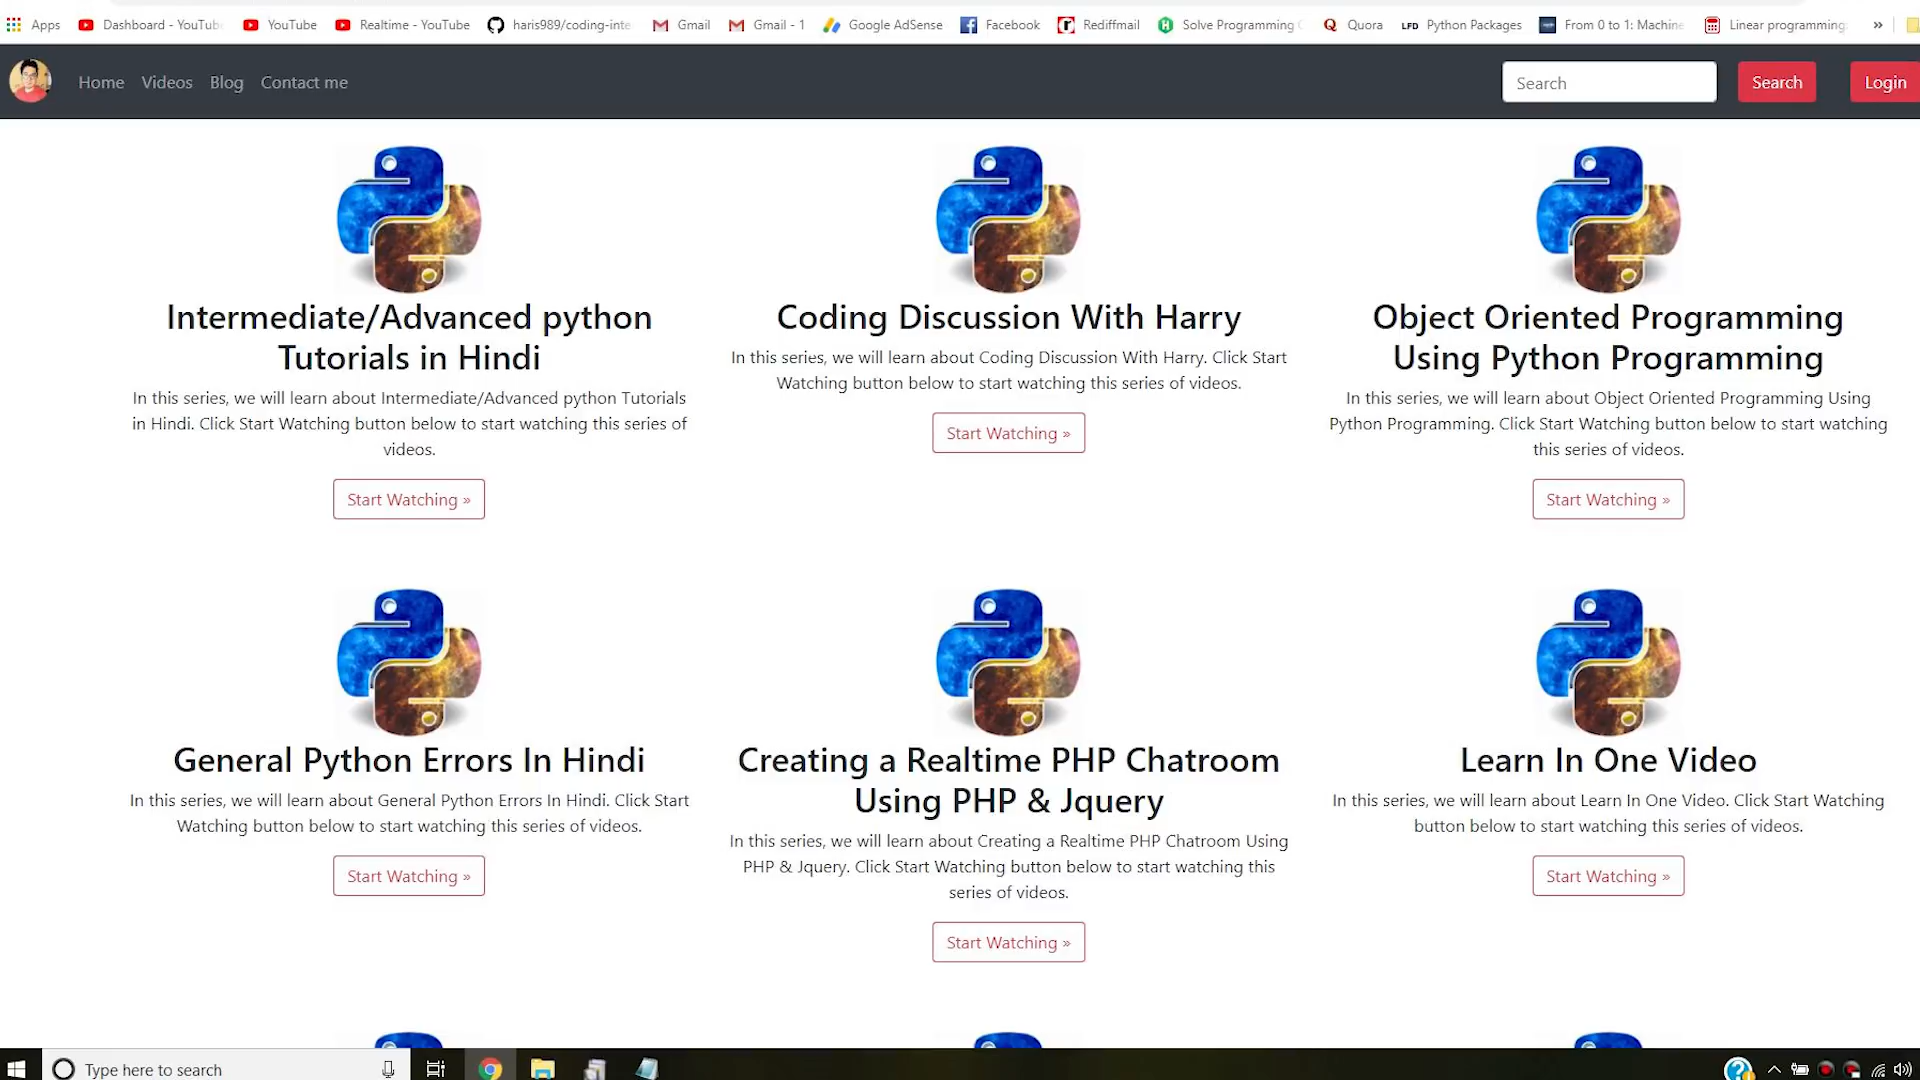 Apps Dashboard - YouTub YouTube Realtime - YouTube haris989/coding-inte Gmail Gmail - 1 Google AdSense Facebook Rediffmail Solve Programming Quora LFD Python Packages From 0 to 1: Machine Linear programming »
Home Videos Blog Contact me Search Search Login
Intermediate/Advanced python
Tutorials in Hindi
In this series, we will learn about Intermediate/Advanced python Tutorials
in Hindi. Click Start Watching button below to start watching this series of
videos.
Start Watching »
Coding Discussion With Harry
In this series, we will learn about Coding Discussion With Harry. Click Start
Watching button below to start watching this series of videos.
Start Watching »
Object Oriented Programming
Using Python Programming
In this series, we will learn about Object Oriented Programming Using
Python Programming. Click Start Watching button below to start watching
this series of videos.
Start Watching »
General Python Errors In Hindi
In this series, we will learn about General Python Errors In Hindi. Click Start
Watching button below to start watching this series of videos.
Start Watching »
Creating a Realtime PHP Chatroom
Using PHP & Jquery
In this series, we will learn about Creating a Realtime PHP Chatroom Using
PHP & Jquery. Click Start Watching button below to start watching this
series of videos.
Start Watching »
Learn In One Video
In this series, we will learn about Learn In One Video. Click Start Watching
button below to start watching this series of videos.
Start Watching »
Type here to search